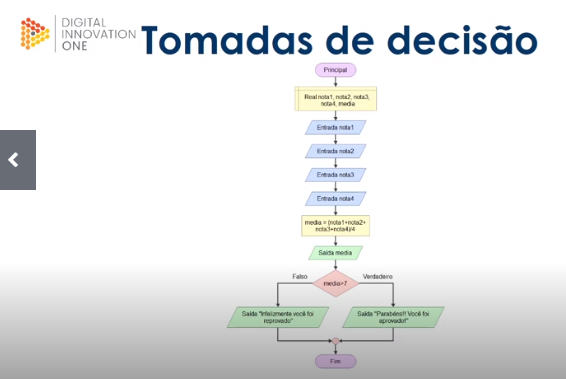 DIGITAL
INNOVATION
ONE
Tomadas de decisão
Principal
Real nota1, nota2, nota3,
nota4, media
Entrada nota1
Entrada nota2
Entrada nota3
Entrada nota4
media = (nota1+nota2+
nota3+nota4)/4
Saída media
Falso
media>7
Verdadeiro
Saída "Infelizmente você foi
reprovado"
Saída "Parabéns!! Você foi
aprovado!"
Fim